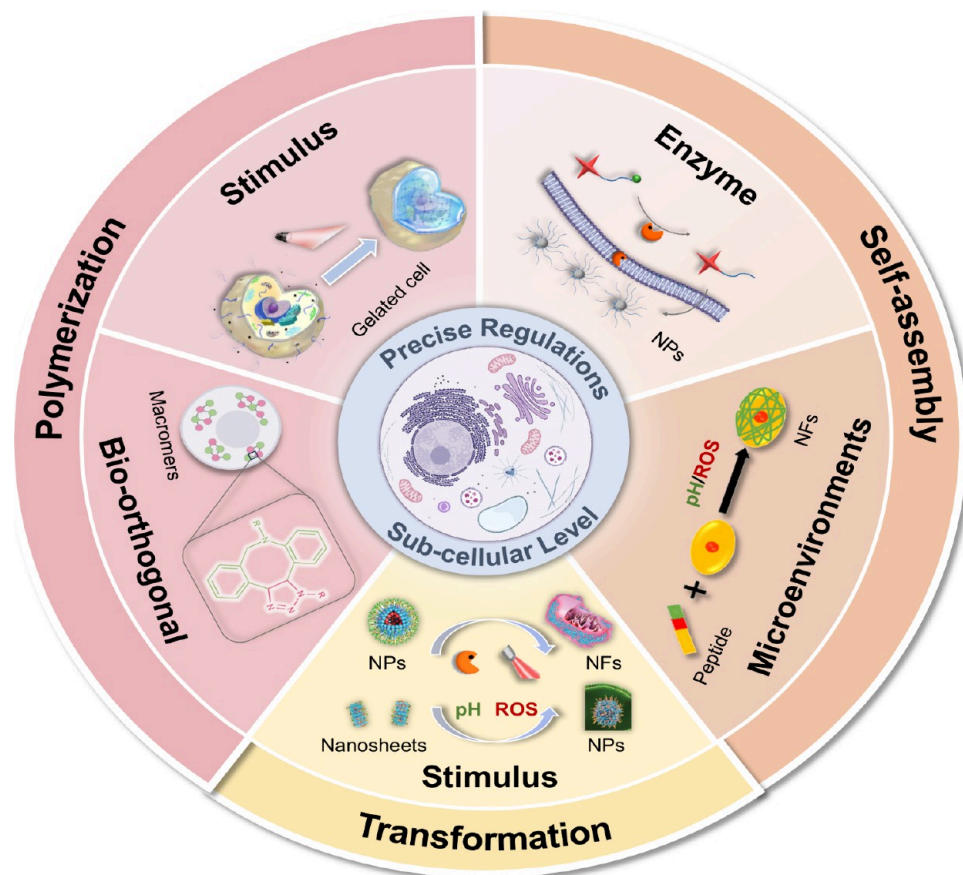 Polymerization
Stimulus
Gelated cell
Bio-orthogonal
Macromers
R
N
N
N=N
N-R
Self-assembly
Enzyme
NPs
Microenvironments
NFs
pH/ROS
+
Peptide
Precise Regulations
Sub-cellular Level
NPs
NFs
pH ROS
Nanosheets
NPs
Stimulus
Transformation